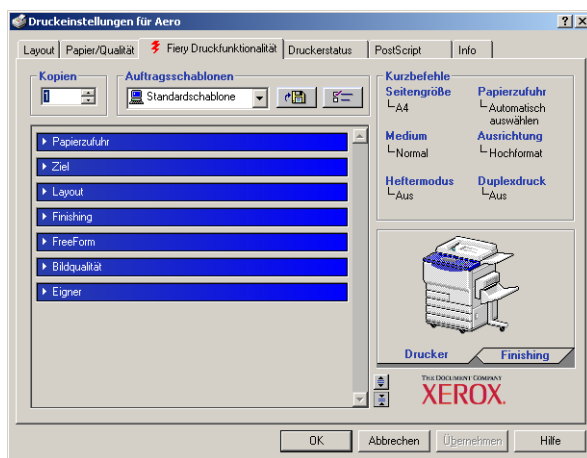 Druckeinstellungen für Aero
Layout Papier/Qualität Fiery Druckfunktionalität Druckerstatus PostScript Info
Kopien
1
Auftragsschablonen
Standardschablone
Papierzufuhr
Ziel
Layout
Finishing
FreeForm
Bildqualität
Eigner
Kurzbefehle
Seitengröße Papierzufuhr
A4 Automatisch
auswählen
Medium Ausrichtung
Normal Hochformat
Heftermodus Duplexdruck
Aus Aus
Drucker Finishing
THE DOCUMENT COMPANY
XEROX.
OK Abbrechen Übernehmen Hilfe